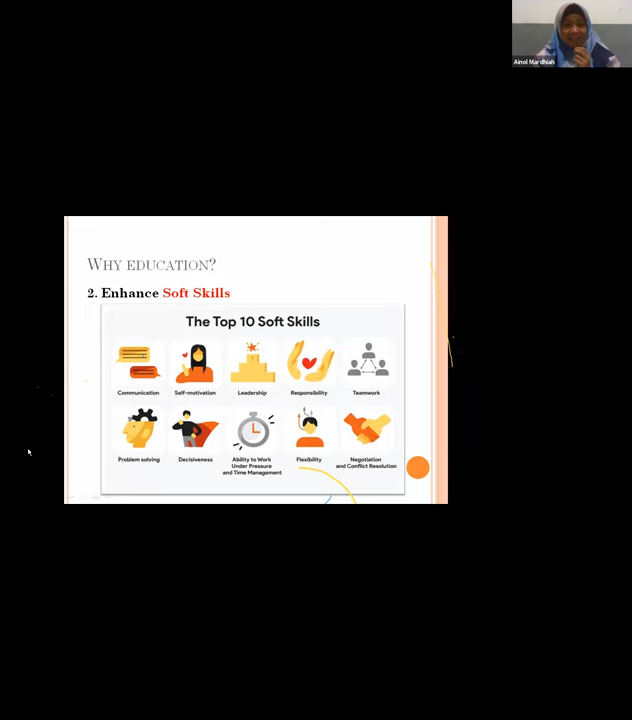 Ainol Mardhiah
WHY EDUCATION?
2. Enhance Soft Skills
The Top 10 Soft Skills
Communication
Self-motivation
Leadership
Responsibility
Teamwork
Problem solving
Decisiveness
Ability to Work
Under Pressure
and Time Management
Flexibility
Negotiation
and Conflict Resolution